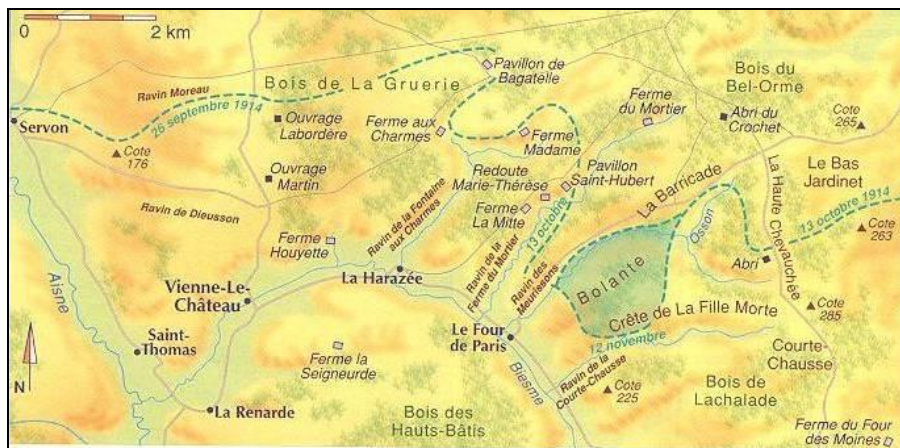 0 2 km
Pavillon de
Bagatelle
Bois de La Gruerie
Bois du
Bel-Orme
Ravin Moreau
26 septembre 1914
Servon
Ouvrage
Labordère
Ferme aux
Charmes
Ferme
Madame
Ferme
du Mortier
Abri du
Crochet
Cote
265
Cote
176
Ouvrage
Martin
Redoute
Marie-Thérèse
Pavillon
Saint-Hubert
La Barricade
Le Bas
Jardinet
Ravin de Dieusson
Ferme
La Mitte
La Haute Chevauchée
13 octobre 1914
Cote
263
Ferme
Houyette
Ravin de la Fontaine
aux Charmes
Ravin de la
Ferme du Mortier
13 octobre
Ravin des
Meurissons
Osson
Abri
Aisne
La Harazée
Bolante
Vienne-Le-
Château
Crête de La Fille Morte
Cote
285
Le Four
de Paris
12 novembre
Saint-
Thomas
Ferme la
Seigneurde
Biesme
Ravin de la
Courte-Chausse
Courte-
Chausse
N
Cote
225
Bois de
Lachalade
La Renarde
Bois des
Hauts-Bâtis
Ferme du Four
des Moines